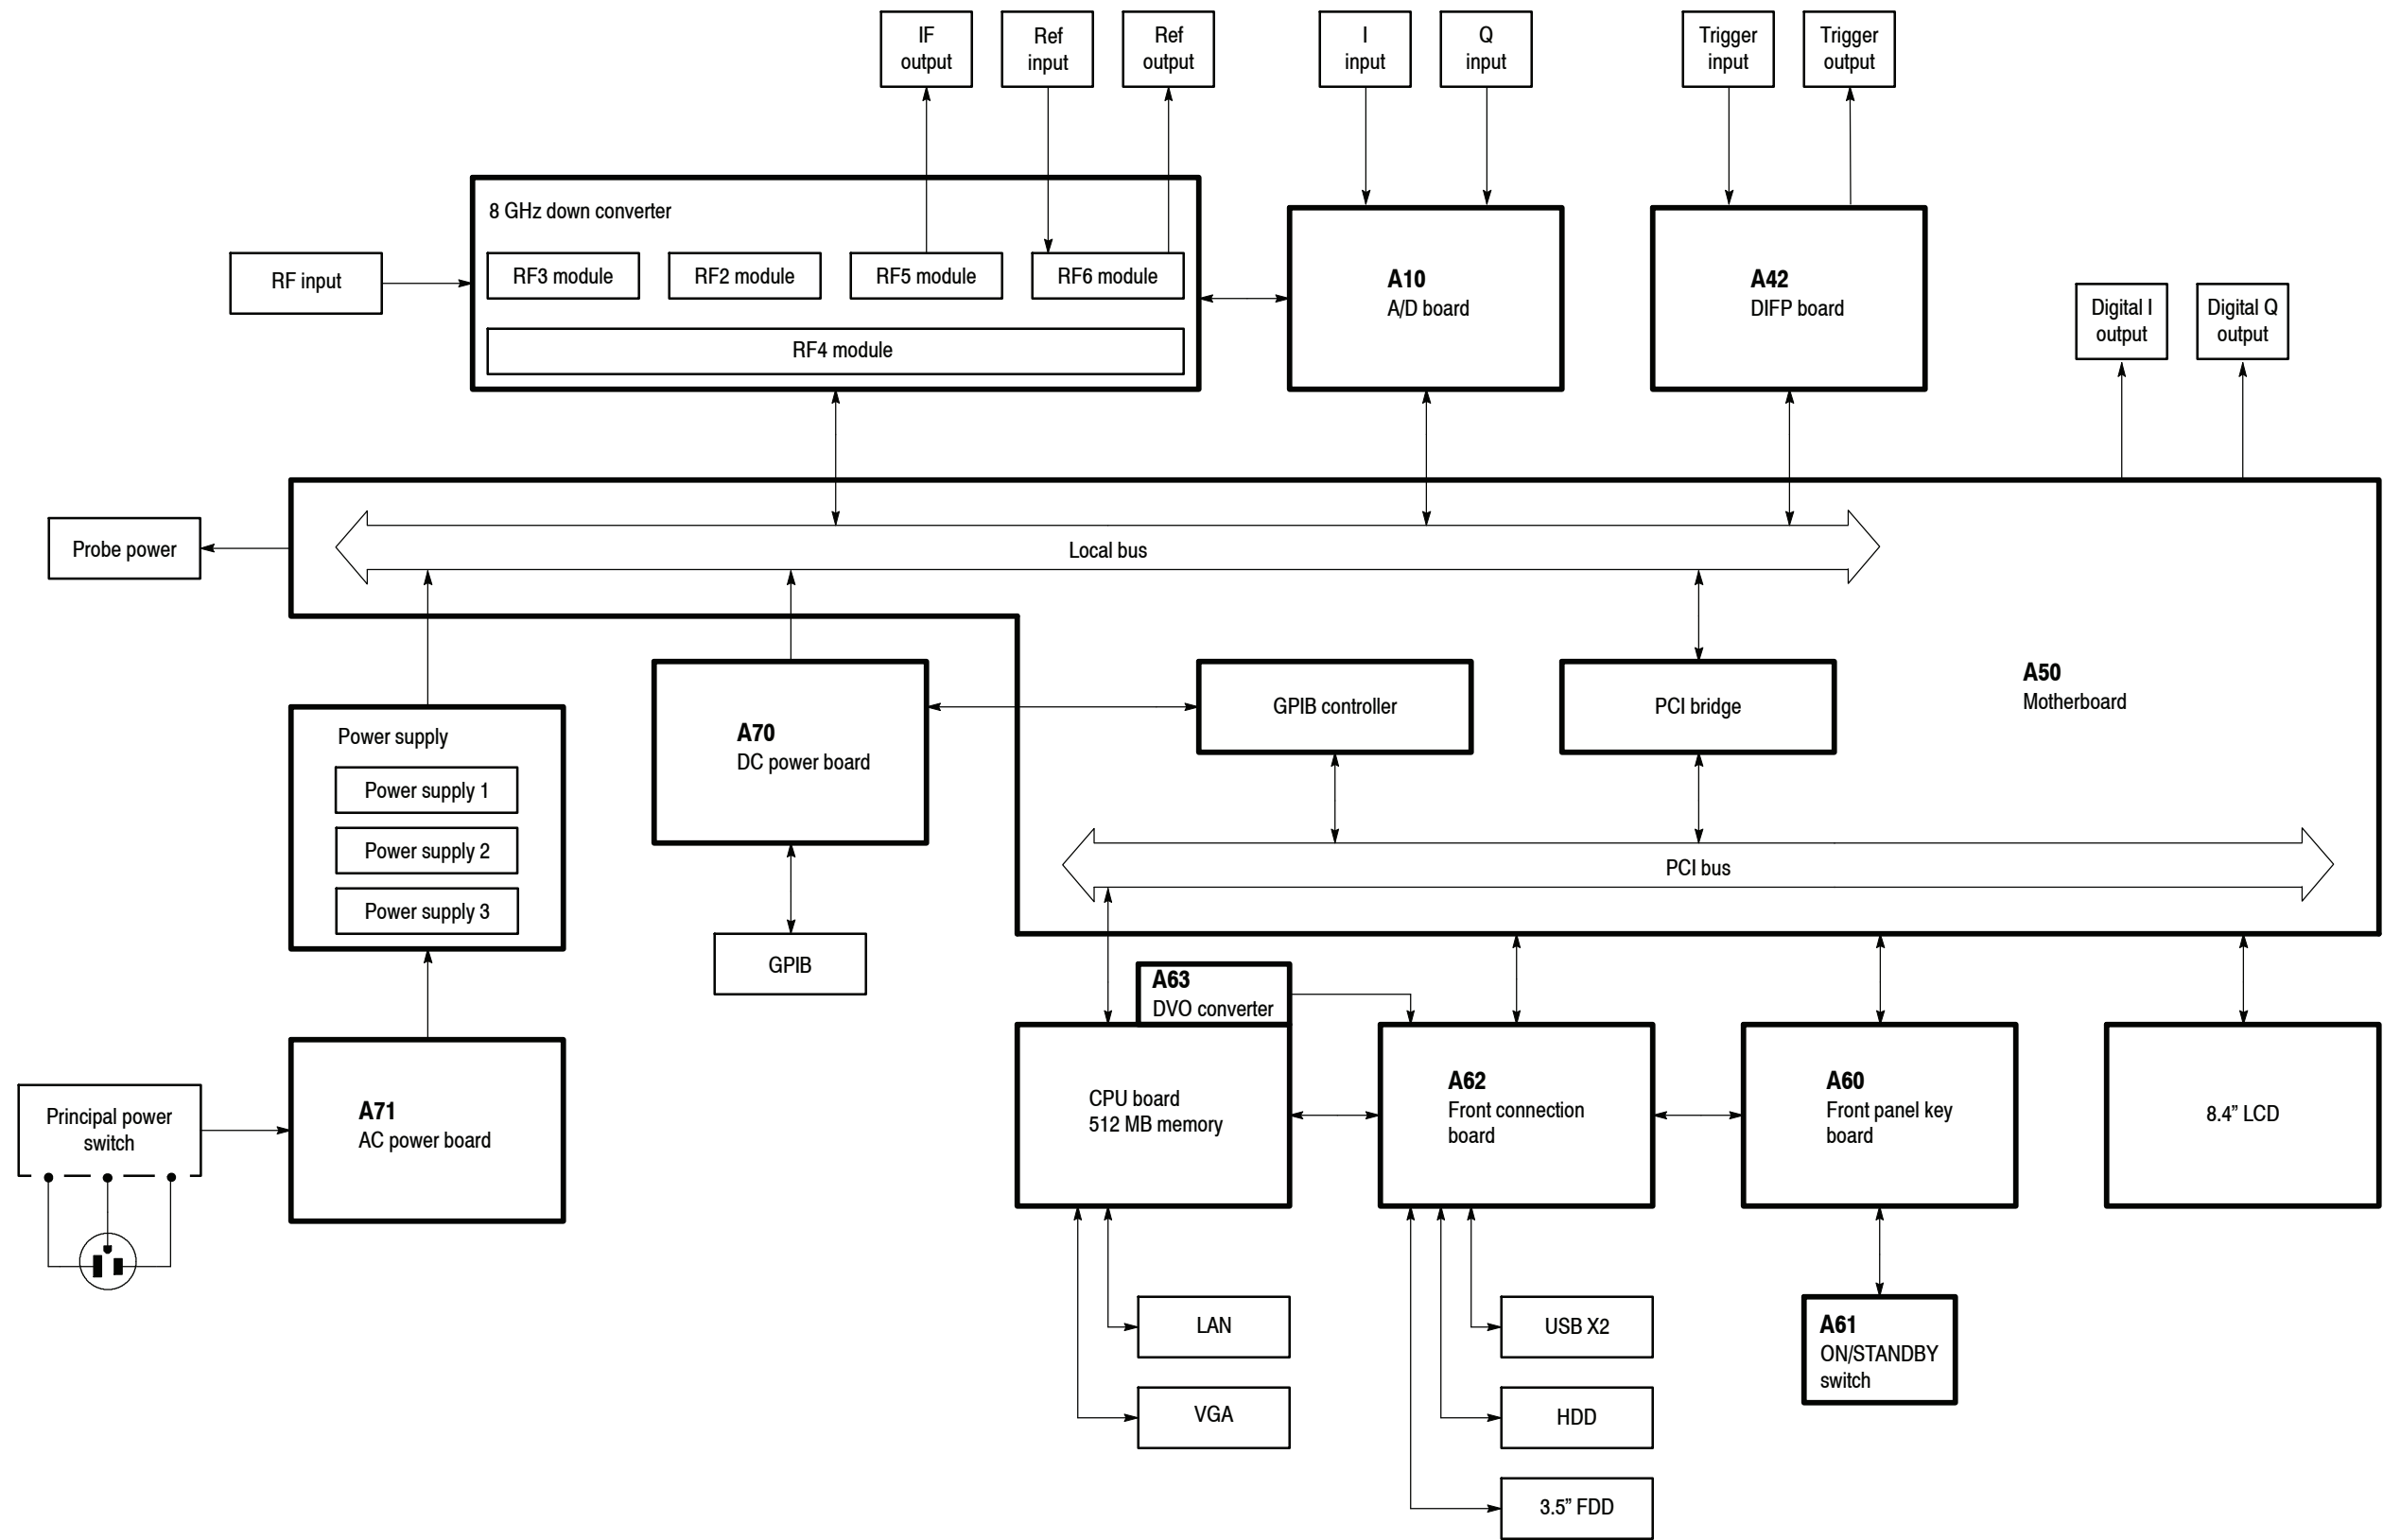 IF
output
Ref
input
Ref
output
I
input
Q
input
Trigger
input
Trigger
output
8 GHz down converter
RF input
RF3 module
RF2 module
RF5 module
RF6 module
RF4 module
A10
A/D board
A42
DIFP board
Digital I
output
Digital Q
output
Probe power
Local bus
A50
Motherboard
GPIB controller
PCI bridge
A70
DC power board
Power supply
Power supply 1
Power supply 2
Power supply 3
PCI bus
GPIB
A63
DVO converter
Principal power
switch
A71
AC power board
CPU board
512 MB memory
A62
Front connection
board
A60
Front panel key
board
8.4” LCD
LAN
VGA
USB X2
HDD
3.5” FDD
A61
ON/STANDBY
switch